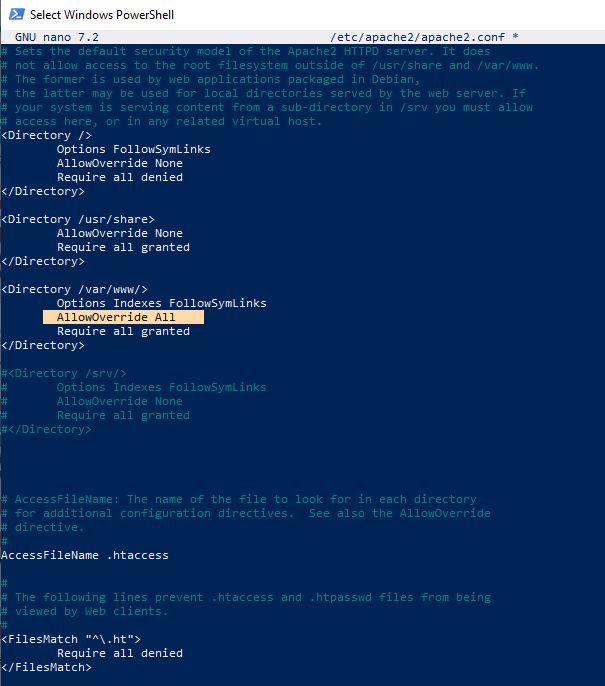 Select Windows PowerShell
GNU nano 7.2 /etc/apache2/apache2.conf *
# Sets the default security model of the Apache2 HTTPD server. It does
# not allow access to the root filesystem outside of /usr/share and /var/www.
# The former is used by web applications packaged in Debian,
# the latter may be used for local directories served by the web server. If
# your system is serving content from a sub-directory in /srv you must allow
# access here, or in any related virtual host.
<Directory />
        Options FollowSymLinks
        AllowOverride None
        Require all denied
</Directory>

<Directory /usr/share>
        AllowOverride None
        Require all granted
</Directory>

<Directory /var/www/>
        Options Indexes FollowSymLinks
        AllowOverride All
        Require all granted
</Directory>

#<Directory /srv/>
#       Options Indexes FollowSymLinks
#       AllowOverride None
#       Require all granted
#</Directory>

# AccessFileName: The name of the file to look for in each directory
# for additional configuration directives.  See also the AllowOverride
# directive.
#
AccessFileName .htaccess

#
# The following lines prevent .htaccess and .htpasswd files from being
# viewed by Web clients.
#
<FilesMatch "^\.ht">
        Require all denied
</FilesMatch>